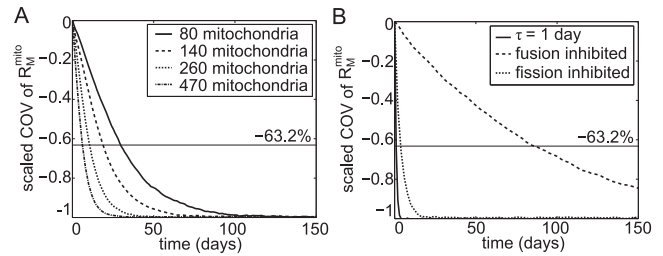 A
scaled COV of R_M^mito
0
−0.2
−0.4
−0.6
−0.8
−1
80 mitochondria
140 mitochondria
260 mitochondria
470 mitochondria
−63.2%
0 50 100 150
time (days)
B
scaled COV of R_M^mito
0
−0.2
−0.4
−0.6
−0.8
−1
τ = 1 day
fusion inhibited
fission inhibited
−63.2%
0 50 100 150
time (days)